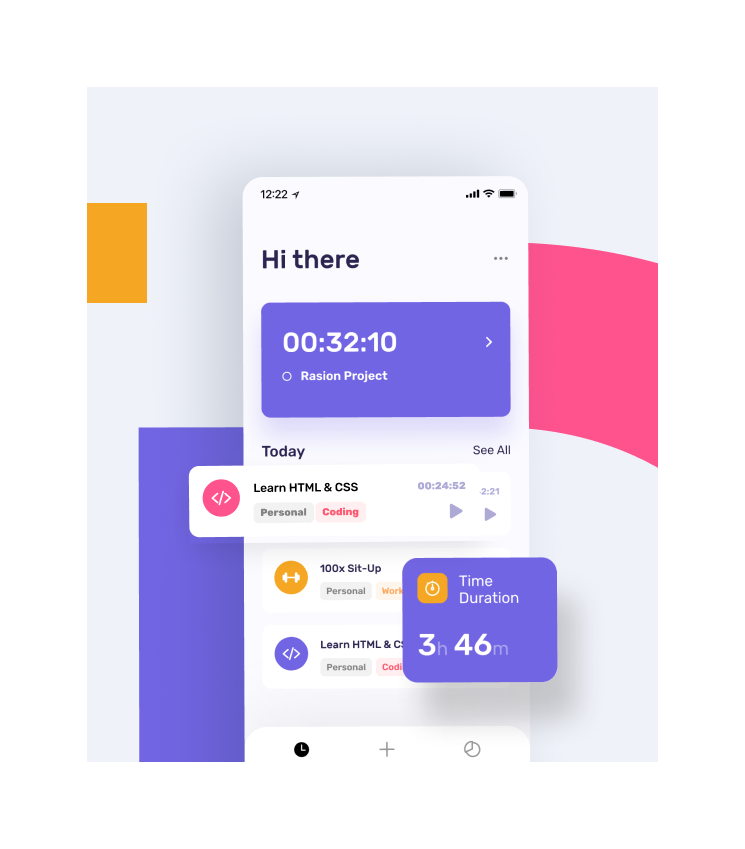 12:22
Hi there
00:32:10
Rasion Project
Today
See All
Learn HTML & CSS
00:24:52
2:21
Personal
Coding
100x Sit-Up
Personal
Work
Learn HTML & CS
Personal
Codi
Time
Duration
3h 46m